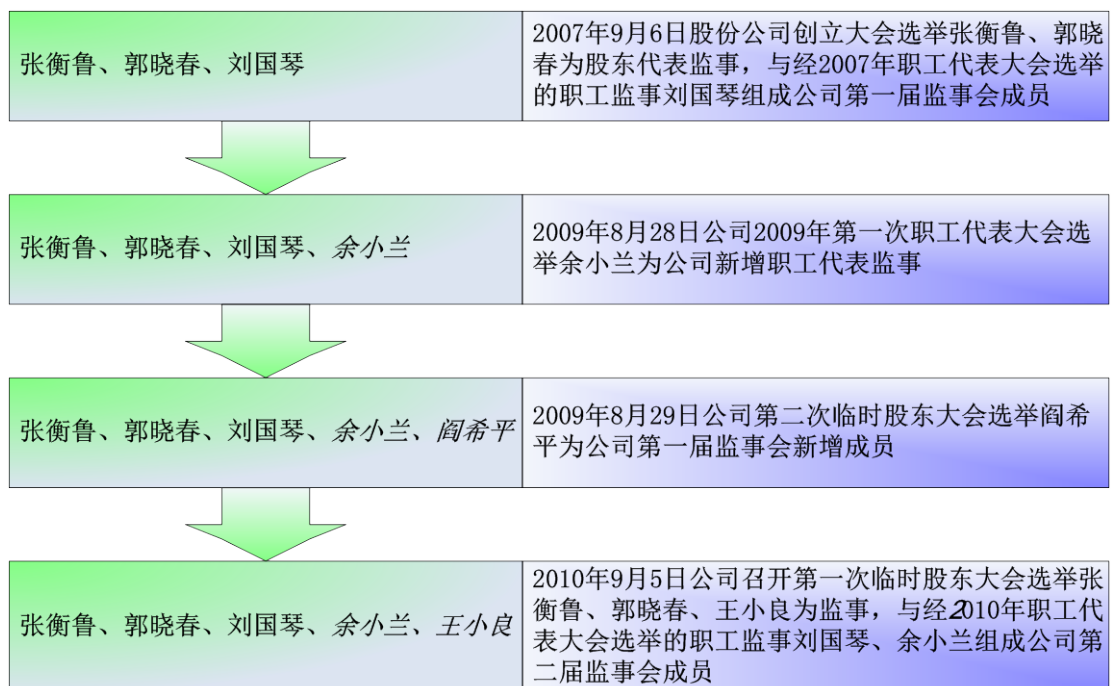 张衡鲁、郭晓春、刘国琴
2007年9月6日股份公司创立大会选举张衡鲁、郭晓
春为股东代表监事，与经2007年职工代表大会选举
的职工监事刘国琴组成公司第一届监事会成员
张衡鲁、郭晓春、刘国琴、余小兰
2009年8月28日公司2009年第一次职工代表大会选
举余小兰为公司新增职工代表监事
张衡鲁、郭晓春、刘国琴、余小兰、阎希平
2009年8月29日公司第二次临时股东大会选举阎希
平为公司第一届监事会新增成员
张衡鲁、郭晓春、刘国琴、余小兰、王小良
2010年9月5日公司召开第一次临时股东大会选举张
衡鲁、郭晓春、王小良为监事，与经2010年职工代
表大会选举的职工监事刘国琴、余小兰组成公司第
二届监事会成员